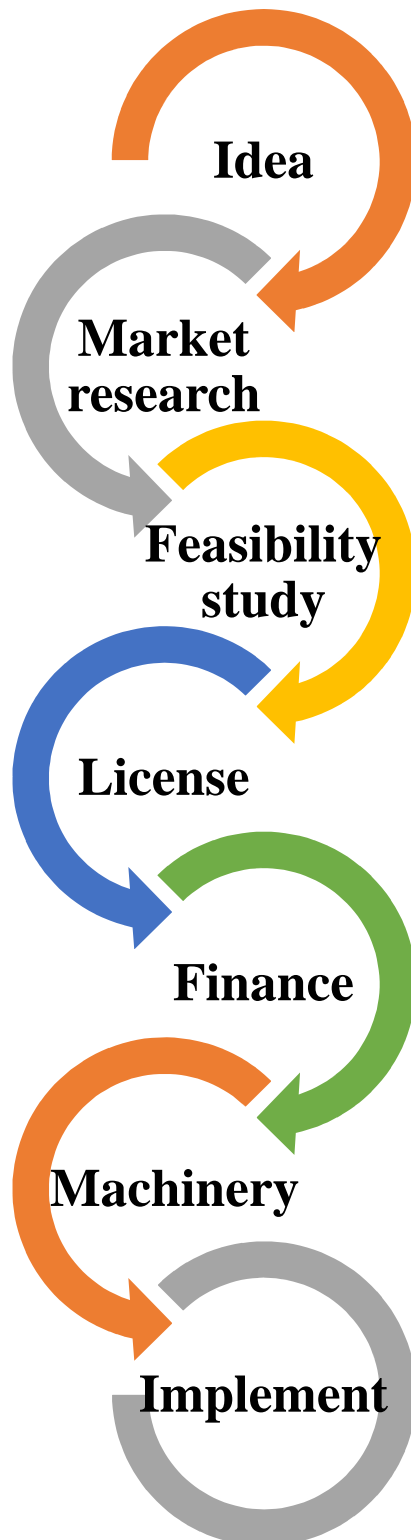 Idea
Market
research
Feasibility
study
License
Finance
Machinery
Implement